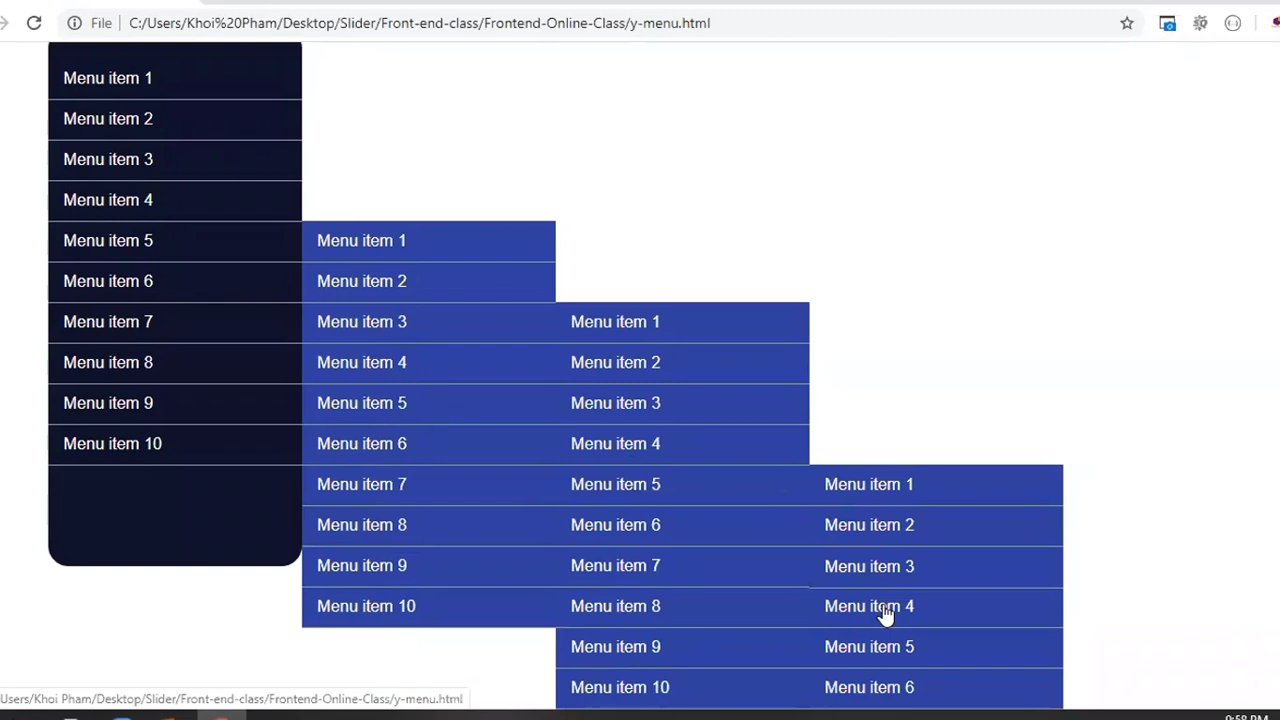 File
C:/Users/Khoi%20Pham/Desktop/Slider/Front-end-class/Frontend-Online-Class/y-menu.html
Menu item 1
Menu item 2
Menu item 3
Menu item 4
Menu item 5
Menu item 6
Menu item 7
Menu item 8
Menu item 9
Menu item 10
Menu item 1
Menu item 2
Menu item 3
Menu item 4
Menu item 5
Menu item 6
Menu item 7
Menu item 8
Menu item 9
Menu item 10
Menu item 1
Menu item 2
Menu item 3
Menu item 4
Menu item 5
Menu item 6
Menu item 7
Menu item 8
Menu item 9
Menu item 10
Menu item 1
Menu item 2
Menu item 3
Menu item 4
Menu item 5
Menu item 6
Users/Khoi Pham/Desktop/Slider/Front-end-class/Frontend-Online-Class/y-menu.html
9:58 PM